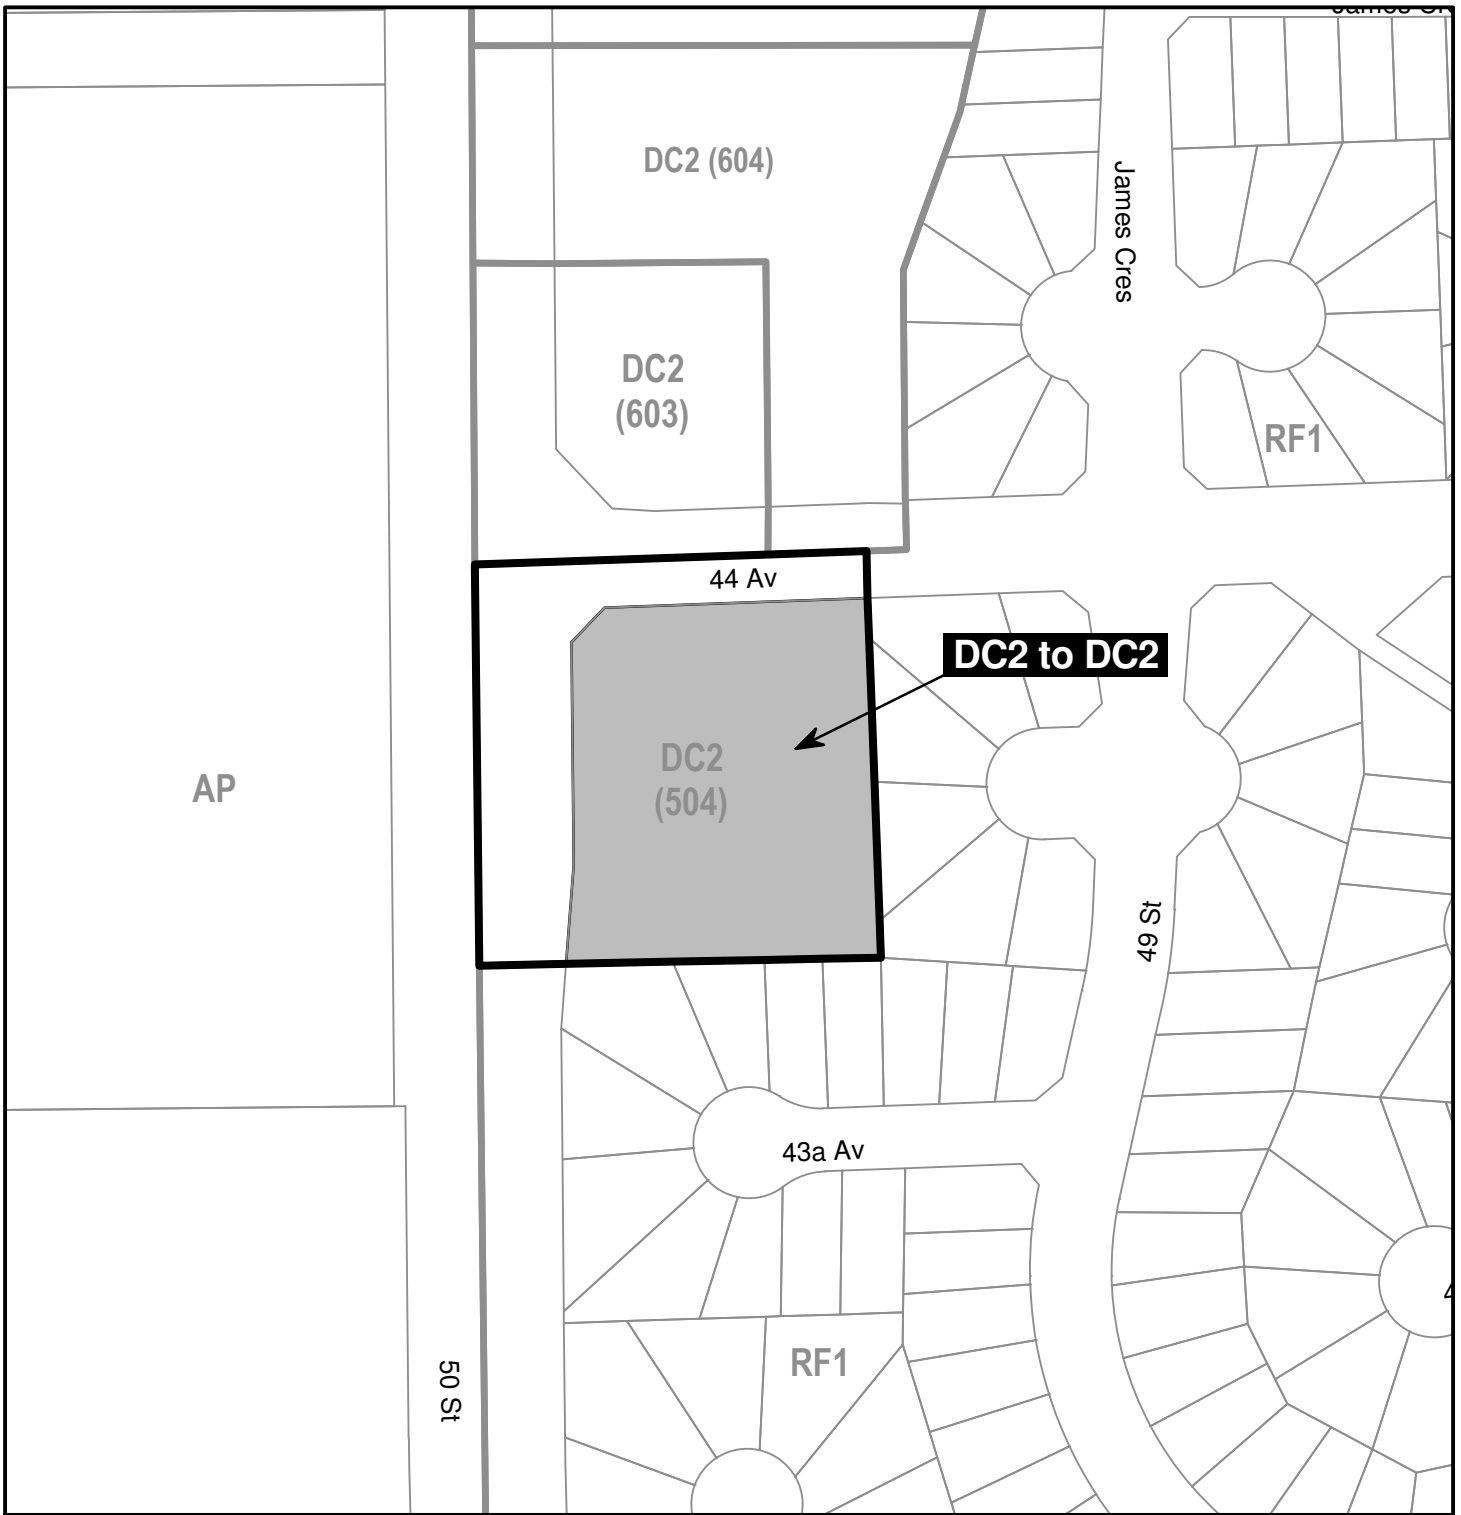 DC2 (604)
James Cres
DC2
(603)
RF1
44 Av
DC2 to DC2
DC2
(504)
AP
49 St
43a Av
RF1
50 St